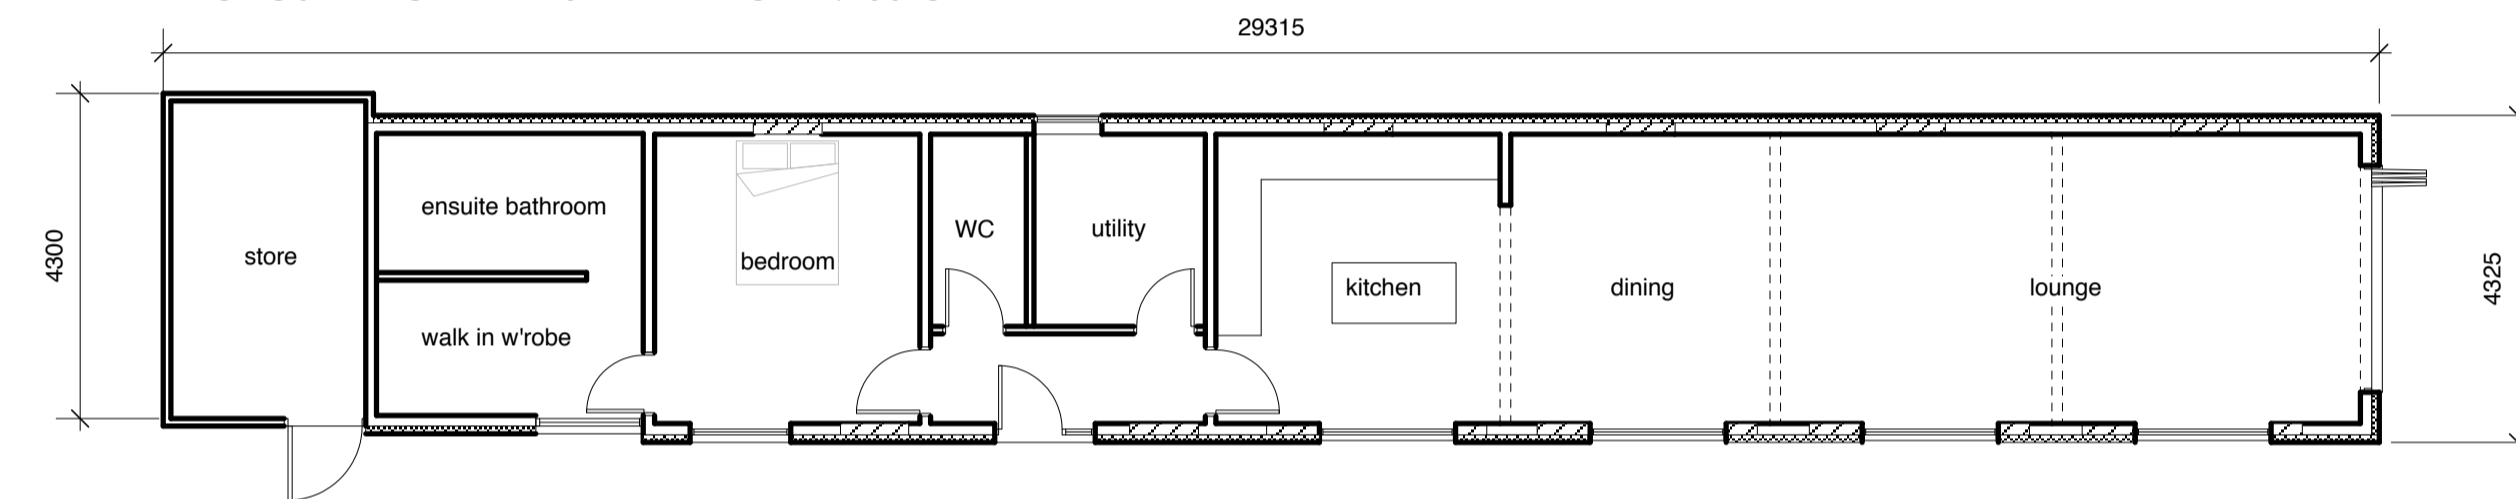 29315
4300
store
ensuite bathroom
walk in w'robe
bedroom
WC
utility
kitchen
dining
lounge
4325